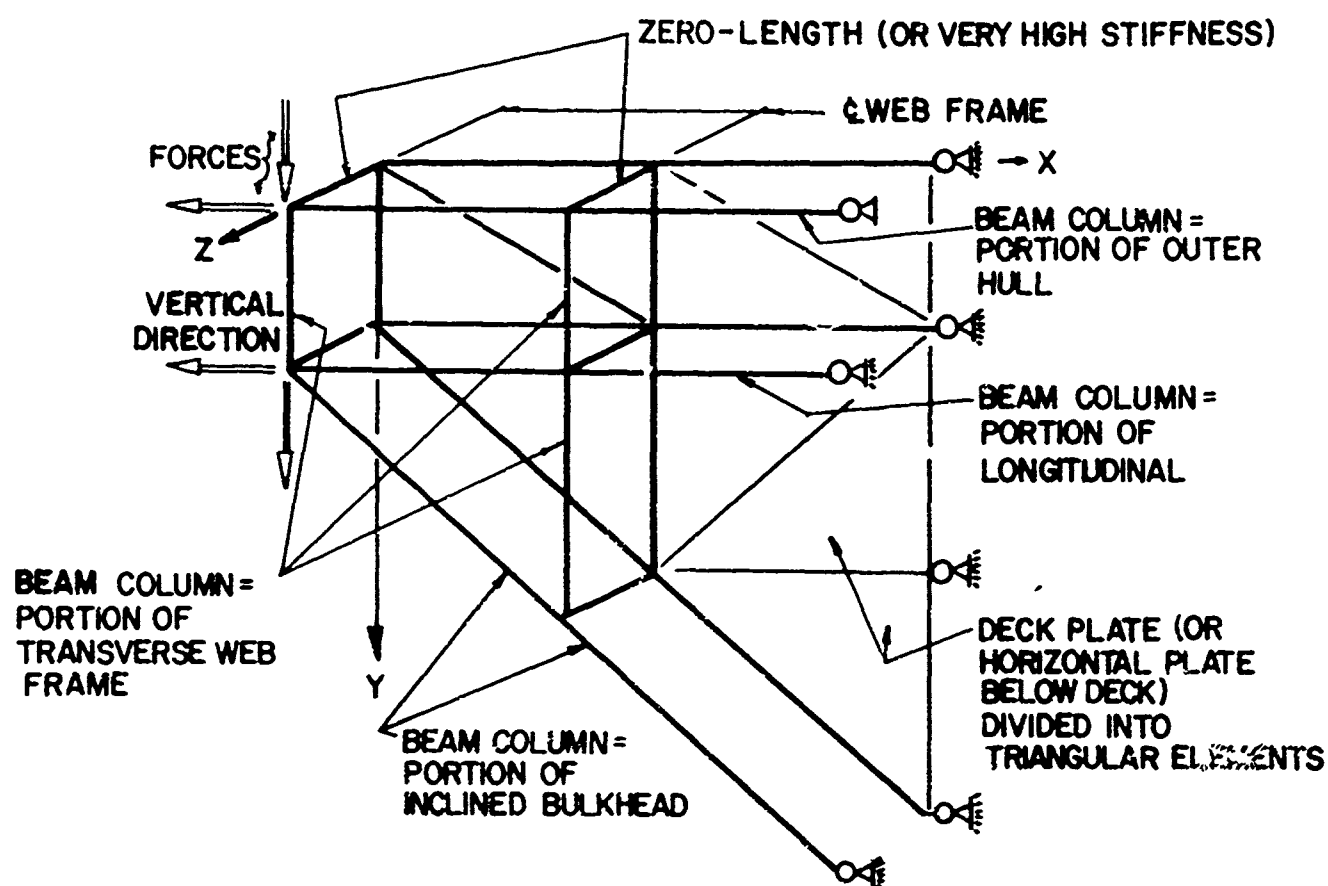 ZERO-LENGTH (OR VERY HIGH STIFFNESS)
℄ WEB FRAME
FORCES
X
Z
BEAM COLUMN=
PORTION OF OUTER
HULL
VERTICAL
DIRECTION
BEAM COLUMN=
PORTION OF
LONGITUDINAL
BEAM COLUMN=
PORTION OF
TRANSVERSE WEB
FRAME
Y
DECK PLATE (OR
HORIZONTAL PLATE
BELOW DECK)
DIVIDED INTO
TRIANGULAR ELEMENTS
BEAM COLUMN=
PORTION OF
INCLINED BULKHEAD